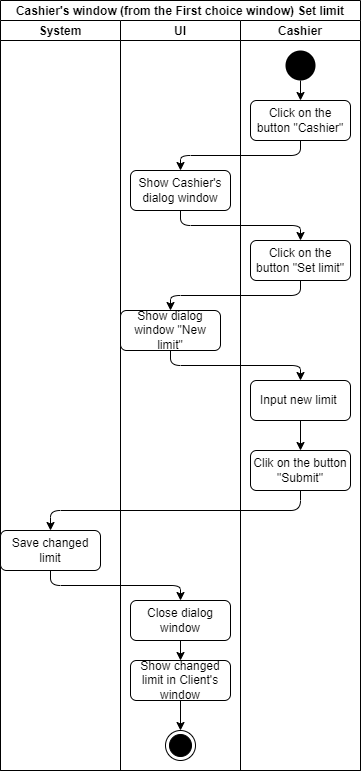 Cashier's window (from the First choice window) Set limit
System
UI
Cashier
Click on the
button "Cashier"
Show Cashier's
dialog window
Click on the
button "Set limit"
Show dialog
window "New
limit"
Input new limit
Clik on the button
"Submit"
Save changed
limit
Close dialog
window
Show changed
limit in Client's
window